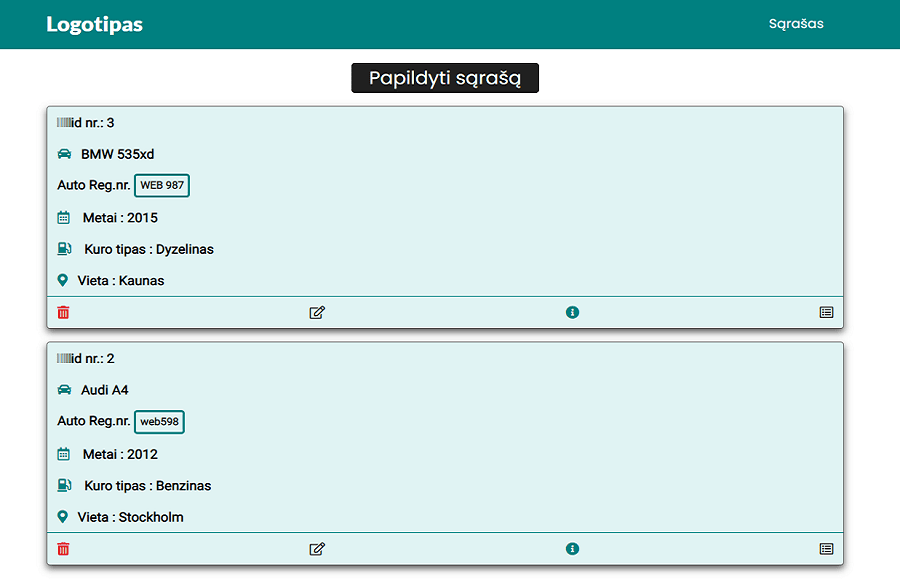 Logotipas Sąrašas
Papildyti sąrašą
id nr.: 3
BMW 535xd
Auto Reg.nr. WEB 987
Metai : 2015
Kuro tipas : Dyzelinas
Vieta : Kaunas
id nr.: 2
Audi A4
Auto Reg.nr. web598
Metai : 2012
Kuro tipas : Benzinas
Vieta : Stockholm